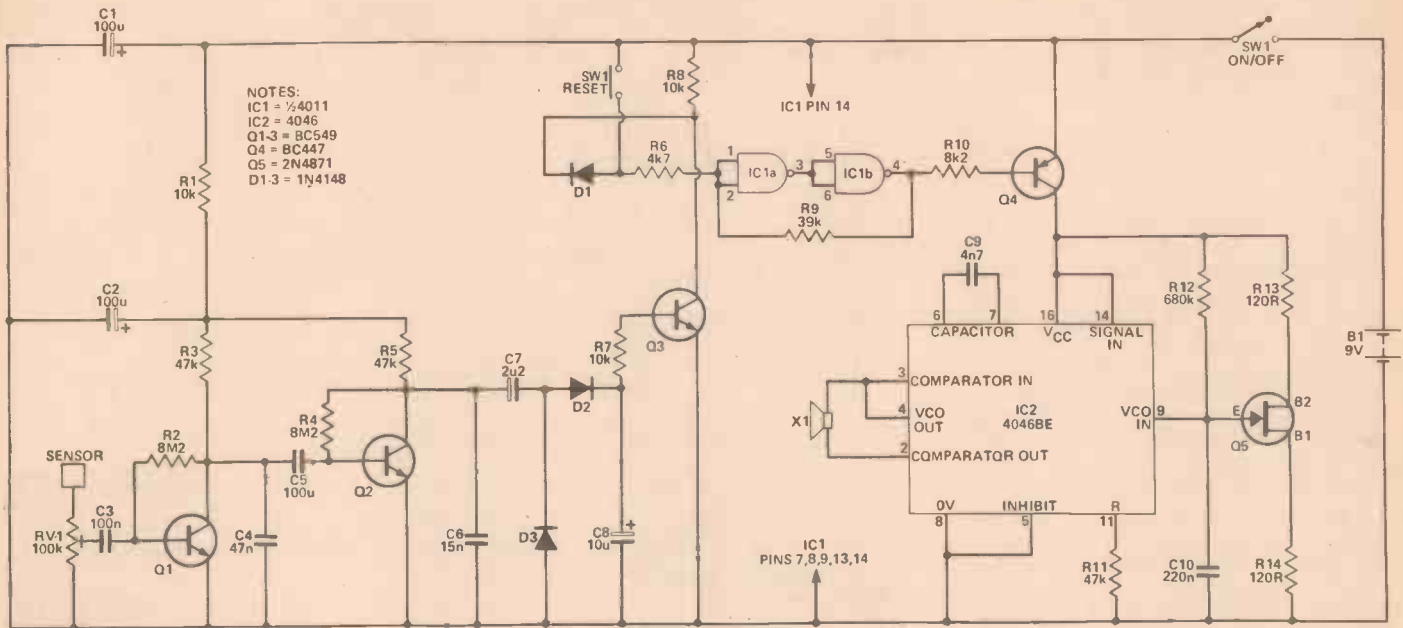 C1
100u
+
NOTES:
IC1 = ½4011
IC2 = 4046
Q1-3 = BC549
Q4 = BC447
Q5 = 2N4871
D1-3 = 1N4148
R1
10k
C2
100u
+
R3
47k
R5
47k
R2
8M2
SENSOR
RV1
100k
C3
100n
Q1
C4
47n
C5
100u
R4
8M2
Q2
C6
15n
C7
2u2
D2
D3
C8
10u
+
R7
10k
Q3
SW1
RESET
R8
10k
D1
R6
4k7
1
2
IC1a
3
5
6
IC1b
4
R9
39k
IC1 PIN 14
R10
8k2
Q4
SW1
ON/OFF
B1
9V
C9
4n7
6
7
CAPACITOR
16
VCC
14
SIGNAL
IN
3
COMPARATOR IN
4
VCO
OUT
2
COMPARATOR OUT
IC2
4046BE
VCO
IN
9
0V
8
INHIBIT
5
R
11
X1
IC1
PINS 7,8,9,13,14
R11
47k
R12
680k
R13
120R
E
B2
B1
Q5
C10
220n
R14
120R